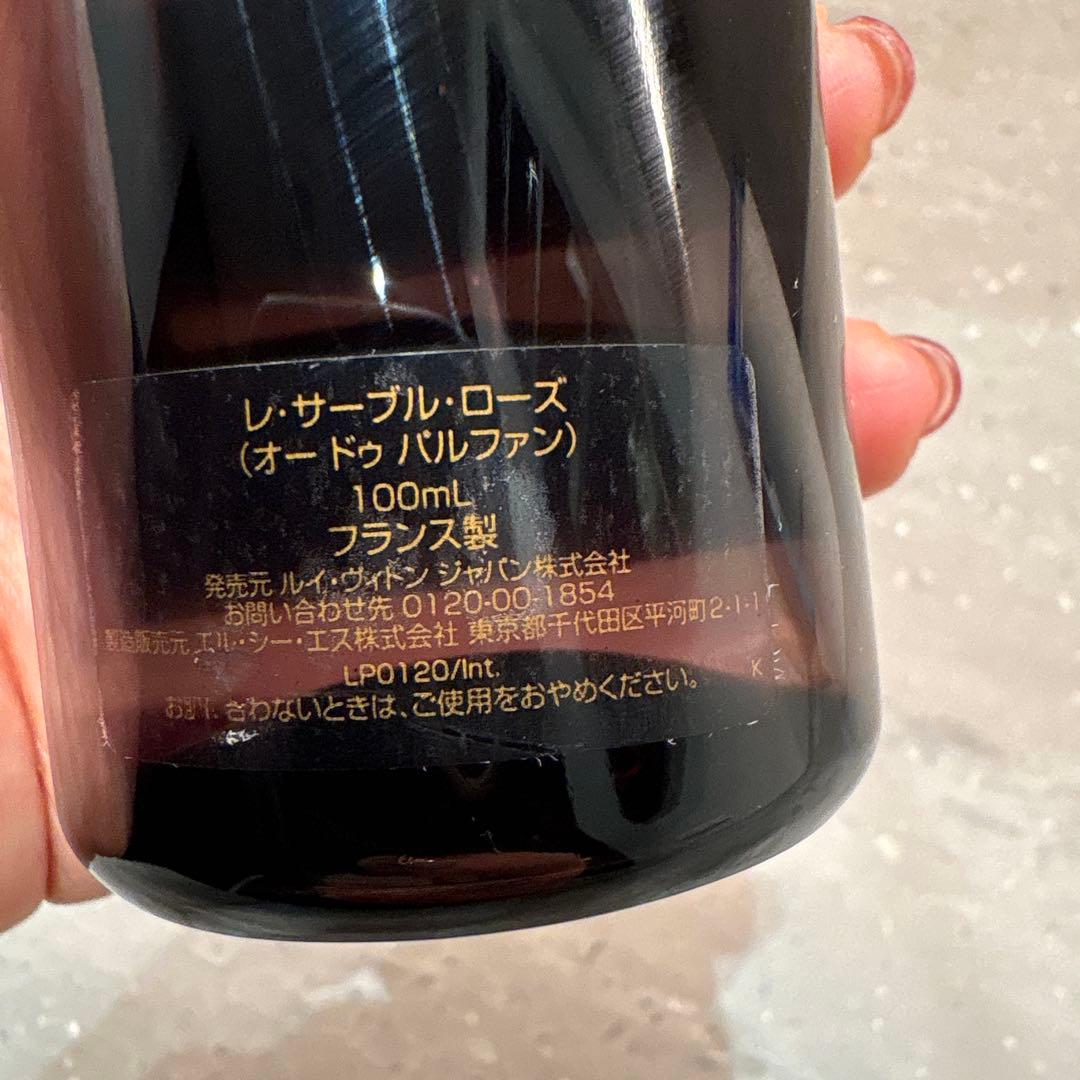 レ・サーブル・ローズ
(オー ドゥ パルファン)
100mL
フランス製
発売元 ルイ・ヴィトン ジャパン株式会社
お問い合わせ先 0120-00-1854
製造販売元 エル・シー・エス株式会社 東京都千代田区平河町2-1-1
LP0120/Int.
K
お肌に合わないときは、ご使用をおやめください。